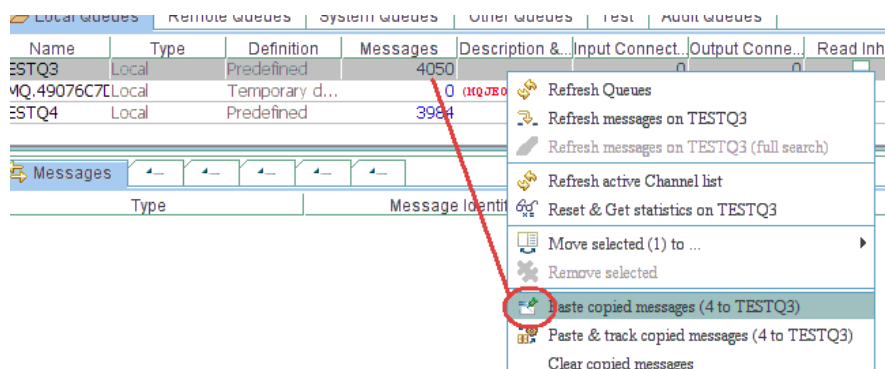 Local Queues Remote Queues System Queues Other Queues Test Audit Queues
Name Type Definition Messages Description &... Input Connect... Output Conne... Read Inh
ESTQ3 Local Predefined 4050 0 0
MQ.49076C7D Local Temporary d... 0 (MQJEO
ESTQ4 Local Predefined 3984
Messages
Type Message Identif
Refresh Queues
Refresh messages on TESTQ3
Refresh messages on TESTQ3 (full search)
Refresh active Channel list
Reset & Get statistics on TESTQ3
Move selected (1) to ...
Remove selected
Paste copied messages (4 to TESTQ3)
Paste & track copied messages (4 to TESTQ3)
Clear copied messages